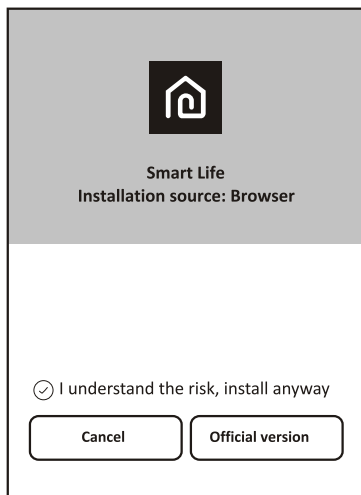 Smart Life
Installation source: Browser
I understand the risk, install anyway
Cancel
Official version